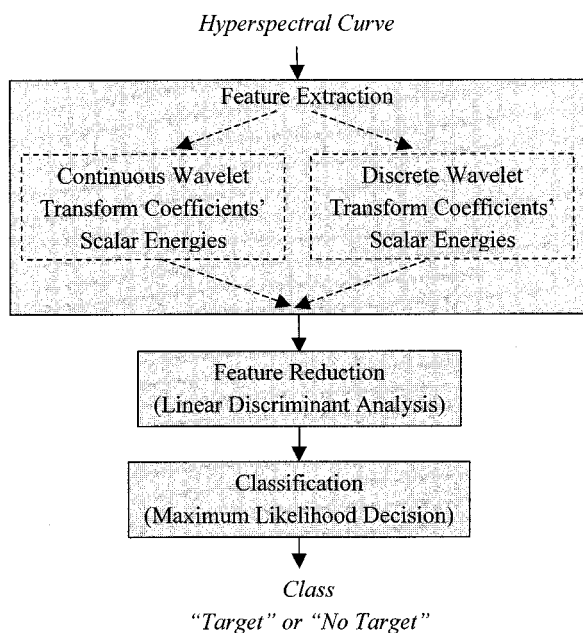 Hyperspectral Curve
Feature Extraction
Continuous Wavelet
Transform Coefficients'
Scalar Energies
Discrete Wavelet
Transform Coefficients'
Scalar Energies
Feature Reduction
(Linear Discriminant Analysis)
Classification
(Maximum Likelihood Decision)
Class
“Target” or “No Target”